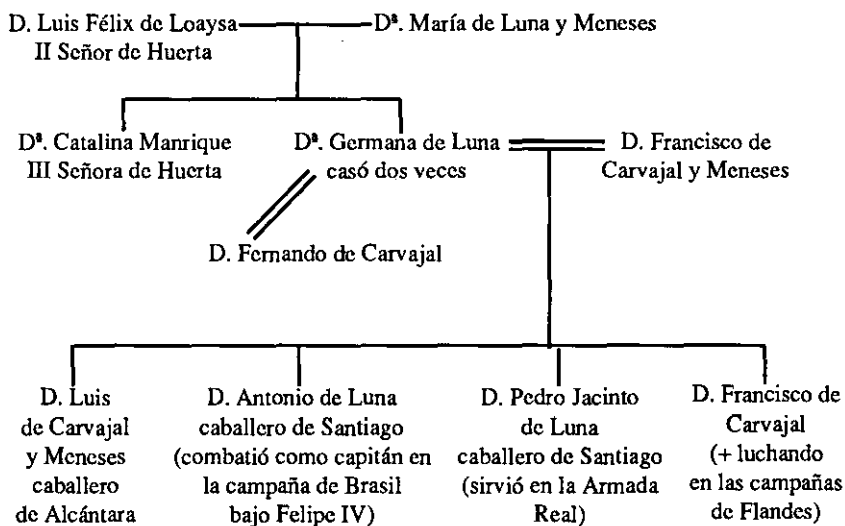 D. Luis Félix de Loaysa
II Señor de Huerta
Dª. María de Luna y Meneses
Dª. Catalina Manrique
III Señora de Huerta
Dª. Germana de Luna
casó dos veces
D. Francisco de
Carvajal y Meneses
D. Fernando de Carvajal
D. Luis
de Carvajal
y Meneses
caballero
de Alcántara
D. Antonio de Luna
caballero de Santiago
(combatió como capitán en
la campaña de Brasil
bajo Felipe IV)
D. Pedro Jacinto
de Luna
caballero de Santiago
(sirvió en la Armada
Real)
D. Francisco de
Carvajal
(+ luchando
en las campañas
de Flandes)